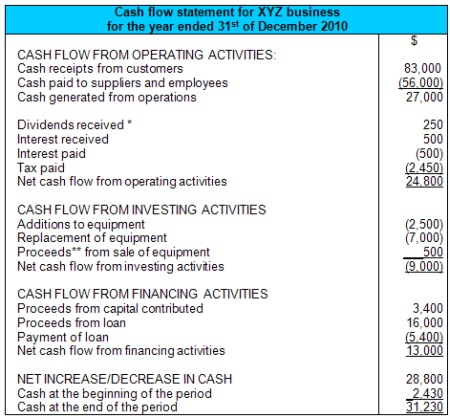 Cash flow statement for XYZ business
for the year ended 31st of December 2010
$
CASH FLOW FROM OPERATING ACTIVITIES:
Cash receipts from customers 83,000
Cash paid to suppliers and employees (56.000)
Cash generated from operations 27,000
Dividends received * 250
Interest received 500
Interest paid (500)
Tax paid (2.450)
Net cash flow from operating activities 24.800
CASH FLOW FROM INVESTING ACTIVITIES
Additions to equipment (2,500)
Replacement of equipment (7,000)
Proceeds** from sale of equipment 500
Net cash flow from investing activities (9.000)
CASH FLOW FROM FINANCING ACTIVITIES
Proceeds from capital contributed 3,400
Proceeds from loan 16,000
Payment of loan (5.400)
Net cash flow from financing activities 13.000
NET INCREASE/DECREASE IN CASH 28,800
Cash at the beginning of the period 2.430
Cash at the end of the period 31,230